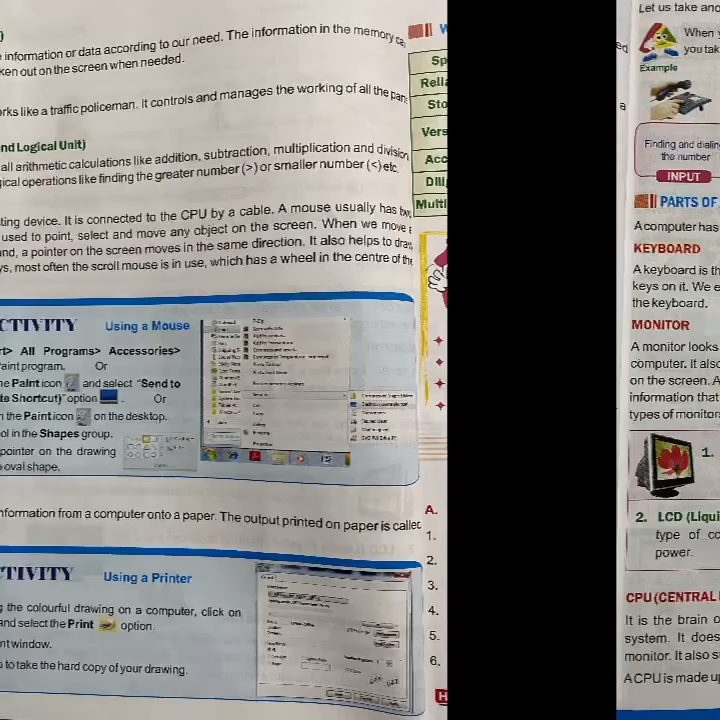 )
information or data according to our need. The information in the memory
ken out on the screen when needed.
rks like a traffic policeman. It controls and manages the working of all the
nd Logical Unit)
all arithmetic calculations like addition, subtraction, multiplication and division
ical operations like finding the greater number (>) or smaller number (<) etc.
ting device. It is connected to the CPU by a cable. A mouse usually has
used to point, select and move any object on the screen. When we move
nd, a pointer on the screen moves in the same direction. It also helps to
ys, most often the scroll mouse is in use, which has a wheel in the centre of the
CTIVITY Using a Mouse
rt> All Programs> Accessories>
aint program. Or
he Paint icon and select "Send to
te Shortcut)" option Or
n the Paint icon on the desktop.
ol in the Shapes group.
pointer on the drawing
oval shape.
nformation from a computer onto a paper. The output printed on paper is called
TIVITY Using a Printer
g the colourful drawing on a computer, click on
and select the Print option.
nt window.
to take the hard copy of your drawing.
W
Sp
Relia
Sto
Vers
Acc
Dili
Multi
A.
1.
2.
3.
4.
5.
6.
H
ed
a
Let us take ano
When y
you tak
Example
Finding and dialin
the number
INPUT
PARTS OF
A computer has
KEYBOARD
A keyboard is th
keys on it. We e
the keyboard.
MONITOR
A monitor looks
computer. It also
on the screen. A
information that
types of monitor
1.
2. LCD (Liqui
type of co
power.
CPU (CENTRAL
It is the brain o
system. It does
monitor. It also s
A CPU is made up